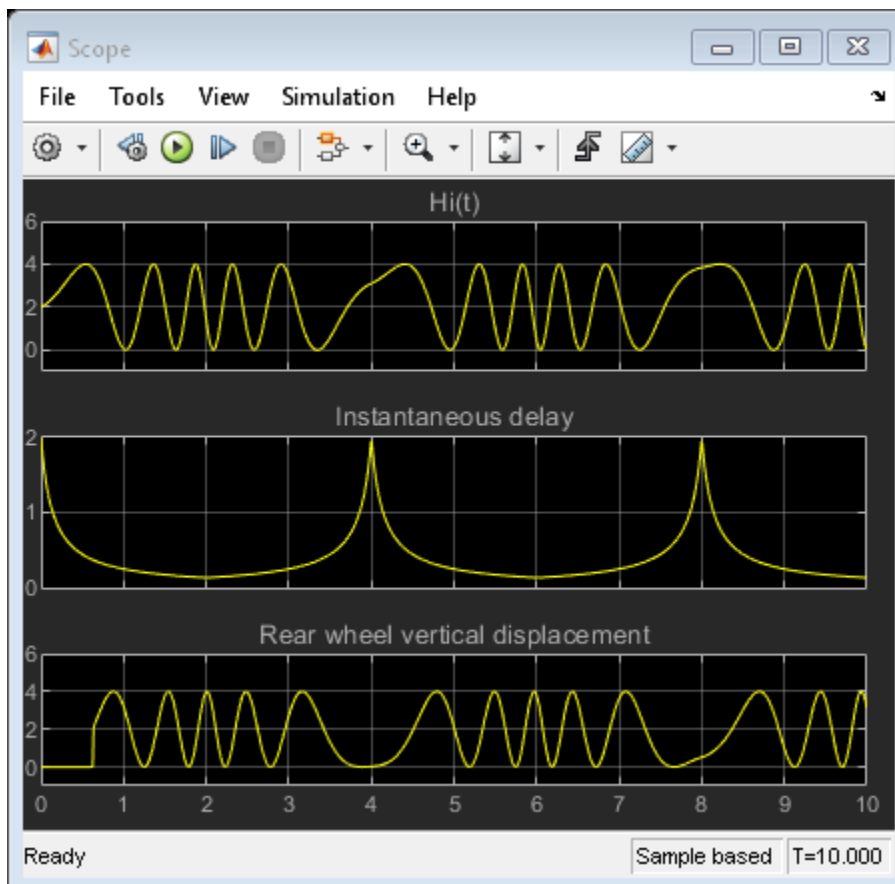 Scope
File Tools View Simulation Help
Hi(t)
6
4
2
0
Instantaneous delay
2
1
0
Rear wheel vertical displacement
6
4
2
0
0 1 2 3 4 5 6 7 8 9 10
Ready Sample based T=10.000